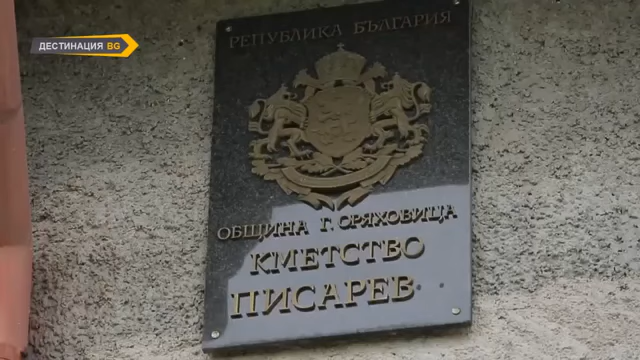 ДЕСТИНАЦИЯ BG
РЕПУБЛИКА БЪЛГАРИЯ
ОБЩИНА Г. ОРЯХОВИЦА
КМЕТСТВО
ПИСАРЕВ